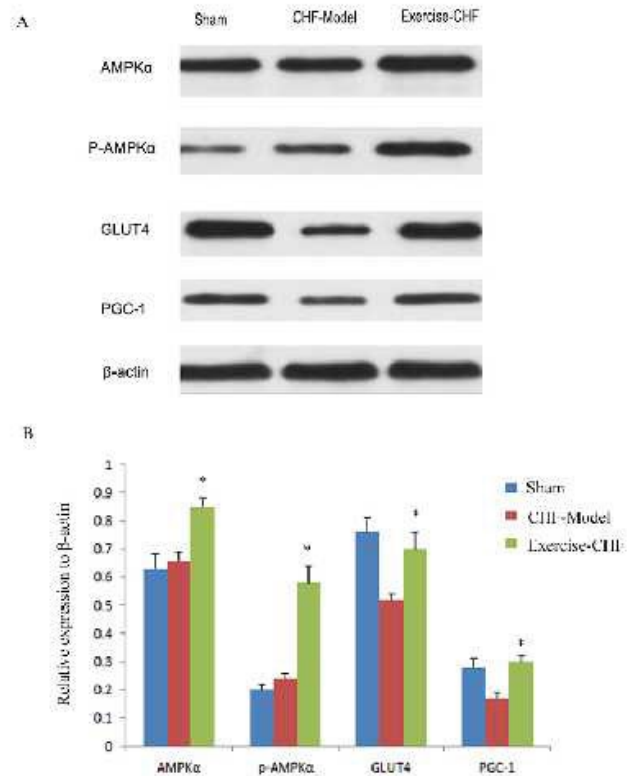 A
Sham CHF-Model Exercise-CHF
AMPKα
P-AMPKα
GLUT4
PGC-1
β-actin
B
Relative expression to β-actin
1
0.9
0.8
0.7
0.6
0.5
0.4
0.3
0.2
0.1
0
* * * *
Sham
CHF-Model
Exercise-CHF
AMPKα p-AMPKα GLUT4 PGC-1